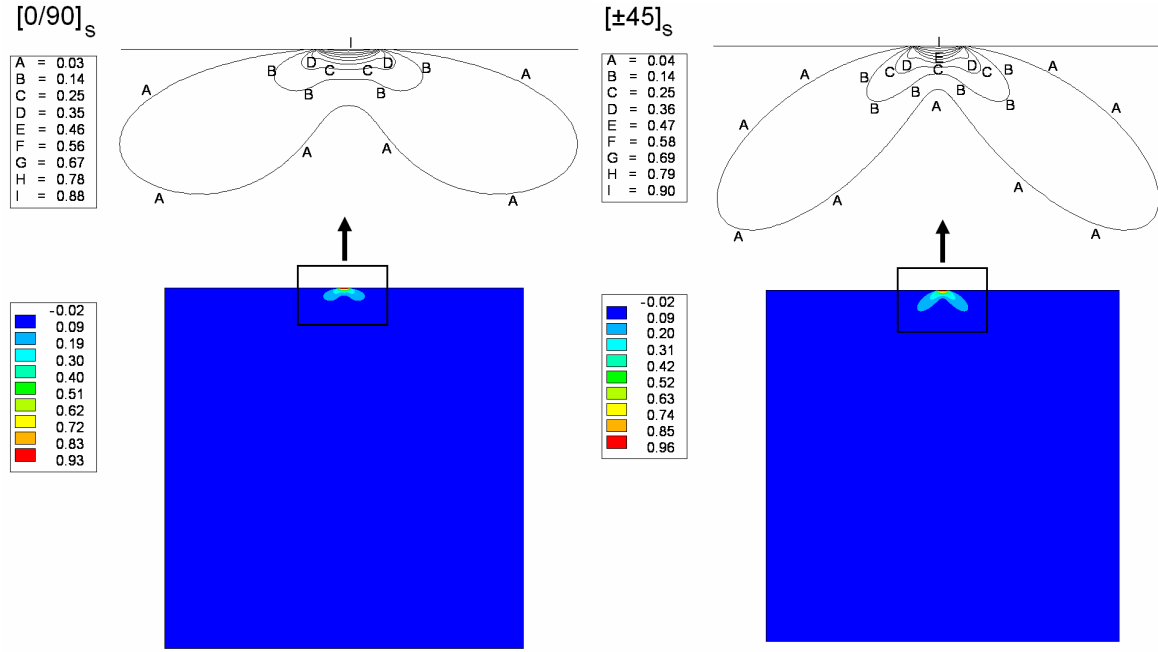 [0/90]S
A = 0.03
B = 0.14
C = 0.25
D = 0.35
E = 0.46
F = 0.56
G = 0.67
H = 0.78
I = 0.88
I
D D
B C C B
A A
B B
A A
A A
A A
-0.02
0.09
0.19
0.30
0.40
0.51
0.62
0.72
0.83
0.93
[±45]S
A = 0.04
B = 0.14
C = 0.25
D = 0.36
E = 0.47
F = 0.58
G = 0.69
H = 0.79
I = 0.90
I
E
A B C D C D C B A
B B B B
A A A
A A
A A
-0.02
0.09
0.20
0.31
0.42
0.52
0.63
0.74
0.85
0.96